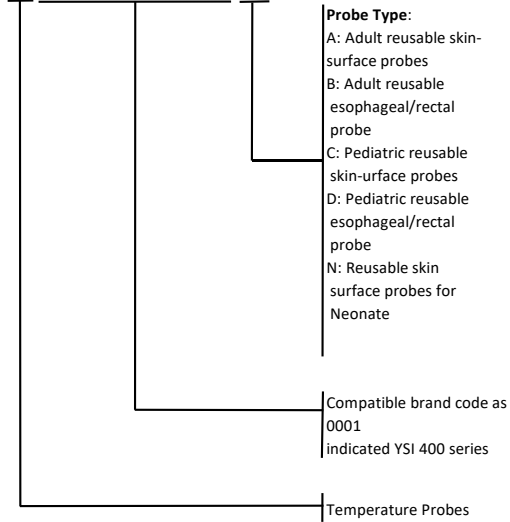 Probe Type:
A: Adult reusable skin-
surface probes
B: Adult reusable
esophageal/rectal
probe
C: Pediatric reusable
skin-urface probes
D: Pediatric reusable
esophageal/rectal
probe
N: Reusable skin
surface probes for
Neonate
Compatible brand code as
0001
indicated YSI 400 series
Temperature Probes